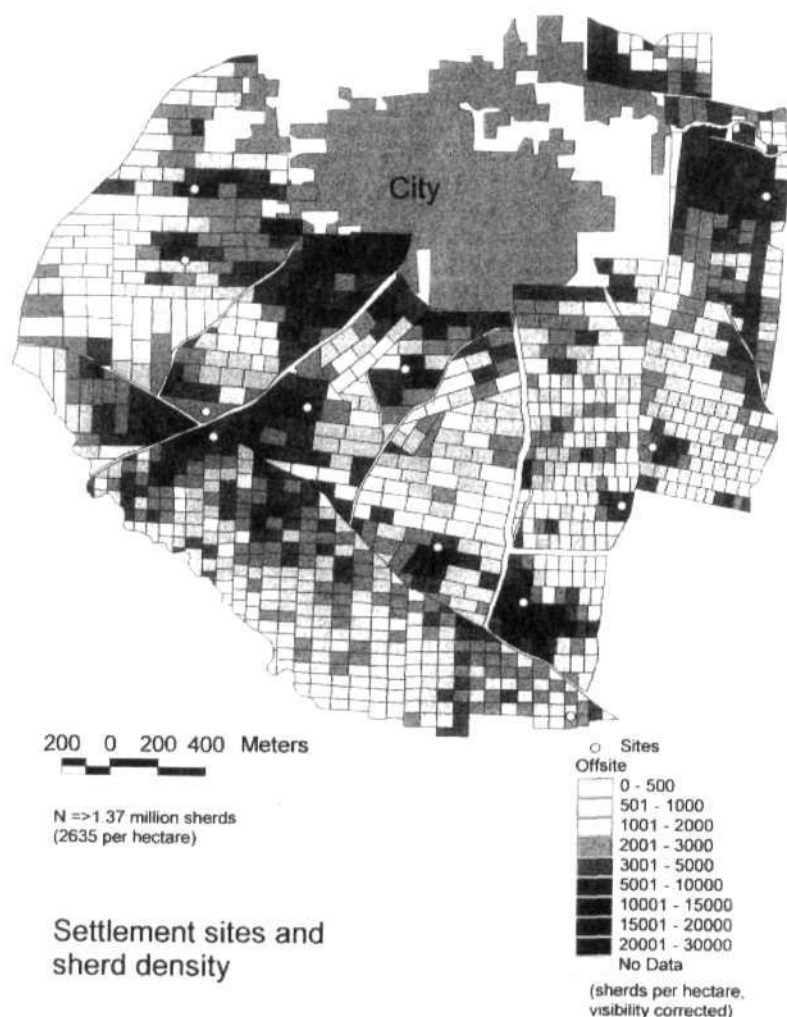 City
200 0 200 400 Meters
N =>1.37 million sherds
(2635 per hectare)
Settlement sites and
sherd density
Sites
Offsite
0 - 500
501 - 1000
1001 - 2000
2001 - 3000
3001 - 5000
5001 - 10000
10001 - 15000
15001 - 20000
20001 - 30000
No Data
(sherds per hectare,
visibility corrected)